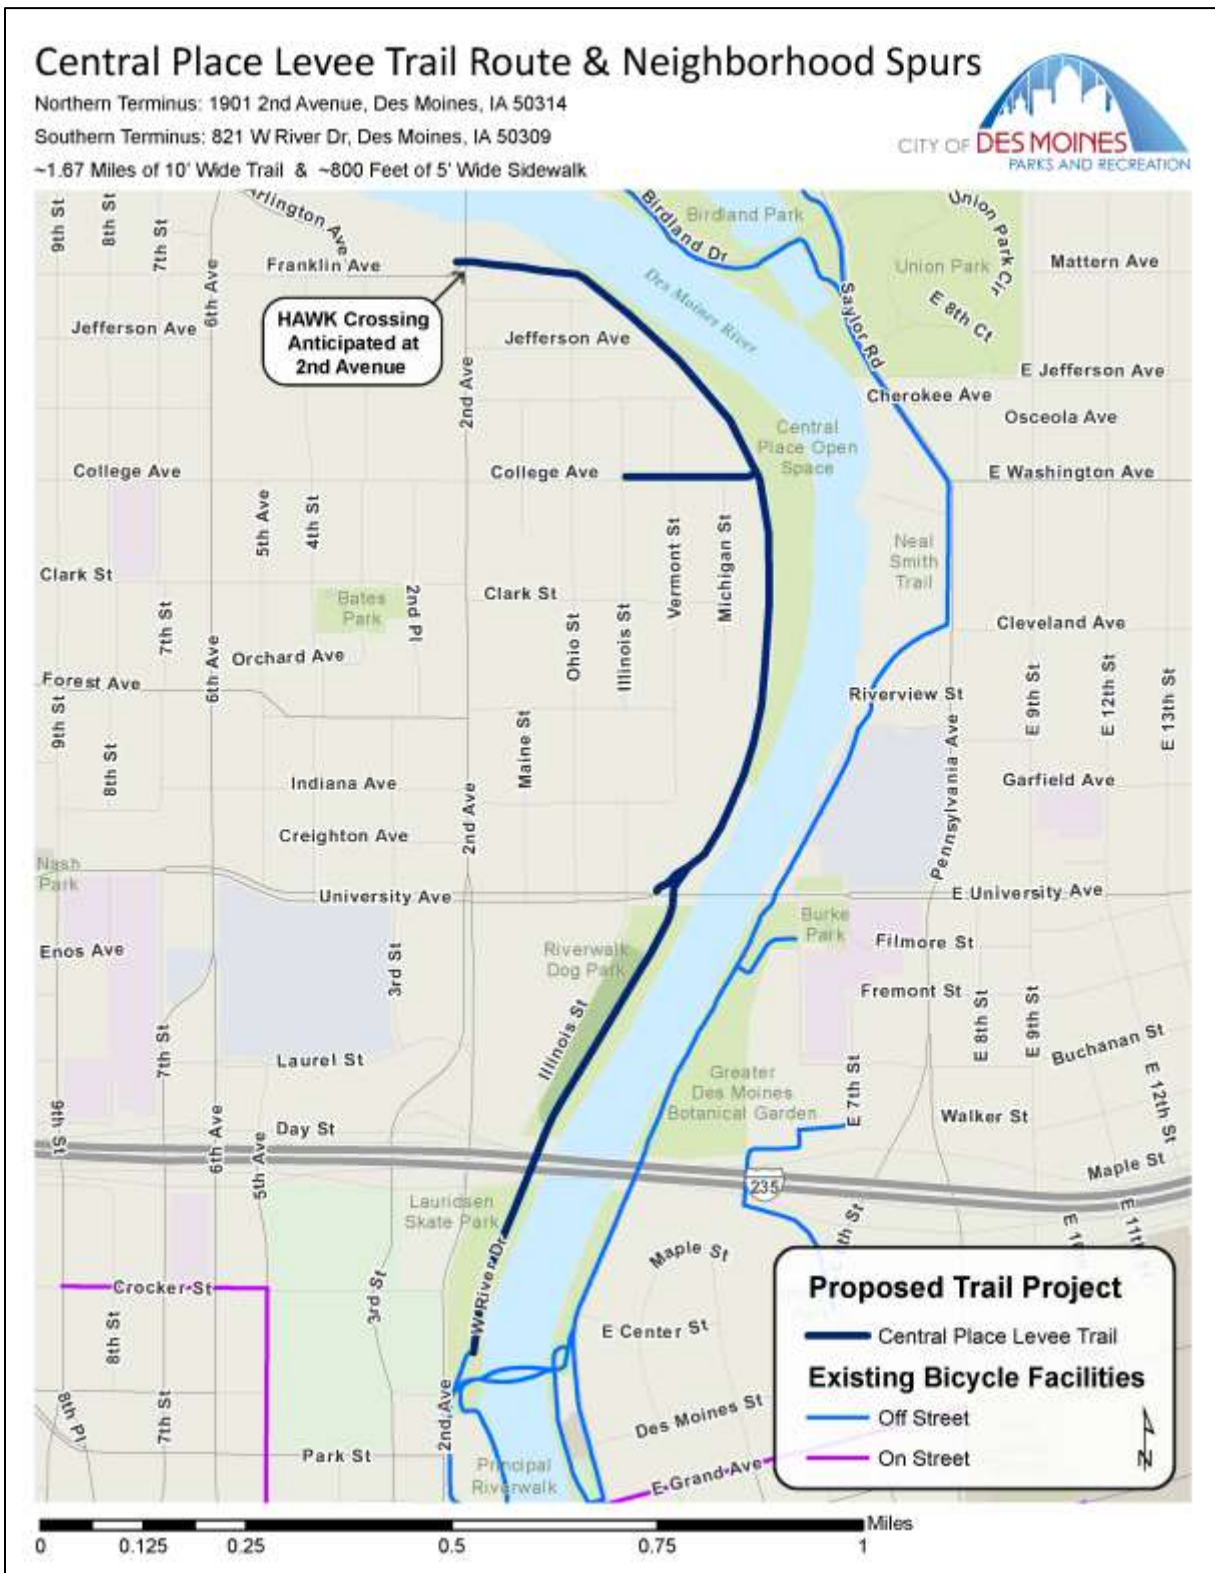 Central Place Levee Trail Route & Neighborhood Spurs
Northern Terminus: 1901 2nd Avenue, Des Moines, IA 50314
Southern Terminus: 821 W River Dr, Des Moines, IA 50309
~1.67 Miles of 10' Wide Trail & ~800 Feet of 5' Wide Sidewalk
CITY OF DES MOINES
PARKS AND RECREATION
9th St
8th St
7th St
6th Ave
Arlington Ave
Franklin Ave
Birdland Dr
Birdland Park
Union Park Cir
Union Park
E 8th Ct
Mattern Ave
HAWK Crossing
Anticipated at
2nd Avenue
Des Moines River
Saylor Rd
Jefferson Ave
Jefferson Ave
2nd Ave
E Jefferson Ave
Cherokee Ave
Osceola Ave
Central
Place Open
Space
College Ave
College Ave
E Washington Ave
5th Ave
4th St
Vermont St
Michigan St
Neal
Smith
Trail
Clark St
Bates
Park
2nd Pl
Clark St
7th St
Ohio St
Illinois St
Cleveland Ave
6th Ave
Orchard Ave
Forest Ave
Riverview St
9th St
8th St
Maine St
E 9th St
E 12th St
E 13th St
Indiana Ave
2nd Ave
Pennsylvania Ave
Garfield Ave
Creighton Ave
Nash
Park
University Ave
E University Ave
Burke
Park
Enos Ave
3rd St
Riverwalk
Dog Park
Filmore St
Fremont St
7th St
Illinois St
E 8th St
E 9th St
Buchanan St
Laurel St
Greater
Des Moines
Botanical Garden
E 7th St
E 12th St
9th St
6th Ave
5th Ave
Day St
Walker St
Maple St
235
Lauridsen
Skate Park
W River Dr
Maple St
E 11th
Crocker St
8th St
3rd St
E Center St
8th Pl
7th St
2nd Ave
Des Moines St
Park St
Principal
Riverwalk
E Grand Ave
Proposed Trail Project
Central Place Levee Trail
Existing Bicycle Facilities
Off Street
On Street
N
Miles
0 0.125 0.25 0.5 0.75 1